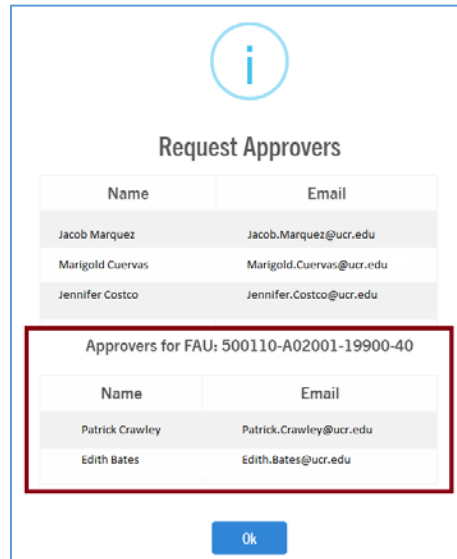 i
Request Approvers
Name Email
Jacob Marquez Jacob.Marquez@ucr.edu
Marigold Cuervas Marigold.Cuervas@ucr.edu
Jennifer Costco Jennifer.Costco@ucr.edu
Approvers for FAU: 500110-A02001-19900-40
Name Email
Patrick Crawley Patrick.Crawley@ucr.edu
Edith Bates Edith.Bates@ucr.edu
Ok